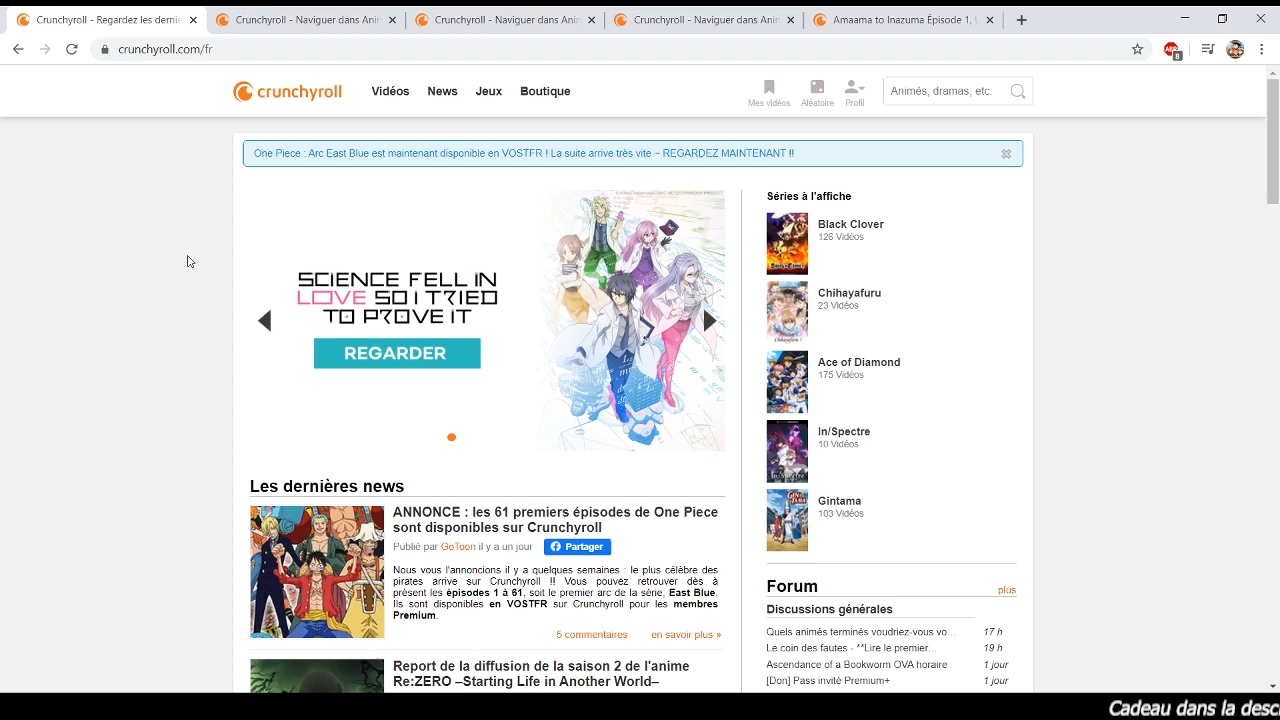 Crunchyroll - Regardez les dernie
Crunchyroll - Naviguer dans Anim
Crunchyroll - Naviguer dans Anim
Crunchyroll - Naviguer dans Anim
Amaama to Inazuma Épisode 1,
crunchyroll.com/fr
ABP
8
crunchyroll
Vidéos
News
Jeux
Boutique
Mes vidéos
Aléatoire
Profil
Animés, dramas, etc.
One Piece : Arc East Blue est maintenant disponible en VOSTFR ! La suite arrive très vite ~ REGARDEZ MAINTENANT !!
SCIENCE FELL IN
LOVE SO I TRIED
TO PROVE IT
REGARDER
Séries à l'affiche
Black Clover
126 Vidéos
Chihayafuru
23 Vidéos
Ace of Diamond
175 Vidéos
In/Spectre
10 Vidéos
Gintama
103 Vidéos
Les dernières news
ANNONCE : les 61 premiers épisodes de One Piece
sont disponibles sur Crunchyroll
Publié par GoToon il y a un jour
Partager
Nous vous l'annoncions il y a quelques semaines : le plus célèbre des
pirates arrive sur Crunchyroll !! Vous pouvez retrouver dès à
présent les épisodes 1 à 61, soit le premier arc de la série, East Blue.
Ils sont disponibles en VOSTFR sur Crunchyroll pour les membres
Premium.
5 commentaires
en savoir plus »
Report de la diffusion de la saison 2 de l'anime
Re:ZERO –Starting Life in Another World–
Forum
plus
Discussions générales
Quels animés terminés voudriez-vous vo...
17 h
Le coin des fautes - **Lire le premier...
19 h
Ascendance of a Bookworm OVA horaire
1 jour
[Don] Pass invité Premium+
1 jour
Cadeau dans la desc